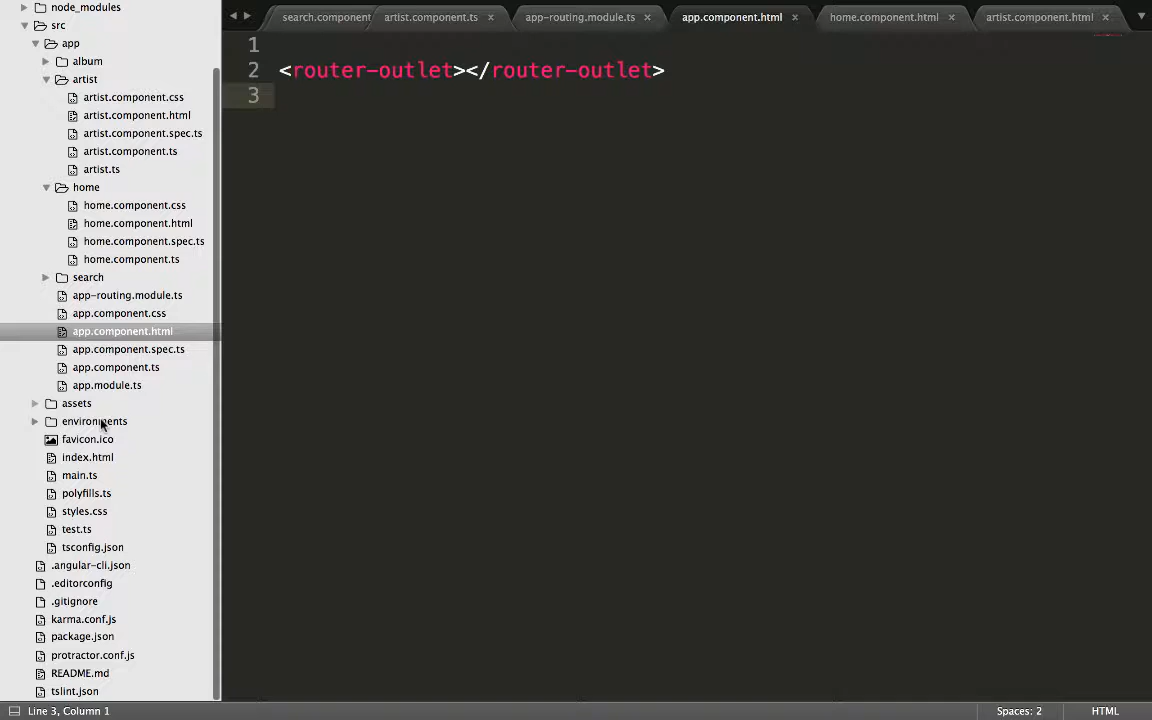 node_modules
src
app
album
artist
artist.component.css
artist.component.html
artist.component.spec.ts
artist.component.ts
artist.ts
home
home.component.css
home.component.html
home.component.spec.ts
home.component.ts
search
app-routing.module.ts
app.component.css
app.component.html
app.component.spec.ts
app.component.ts
app.module.ts
assets
environments
favicon.ico
index.html
main.ts
polyfills.ts
styles.css
test.ts
tsconfig.json
.angular-cli.json
.editorconfig
.gitignore
karma.conf.js
package.json
protractor.conf.js
README.md
tslint.json
search.component artist.component.ts app-routing.module.ts app.component.html home.component.html artist.component.html
1
2 <router-outlet></router-outlet>
3
Line 3, Column 1 Spaces: 2 HTML